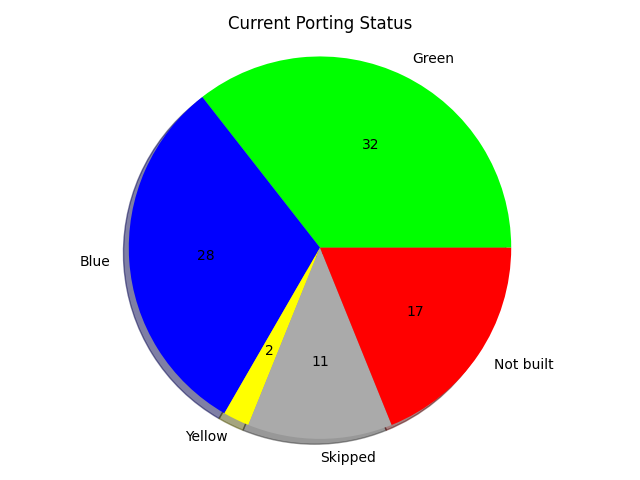 Current Porting Status
Green
32
Blue
28
2
Yellow
11
Skipped
17
Not built